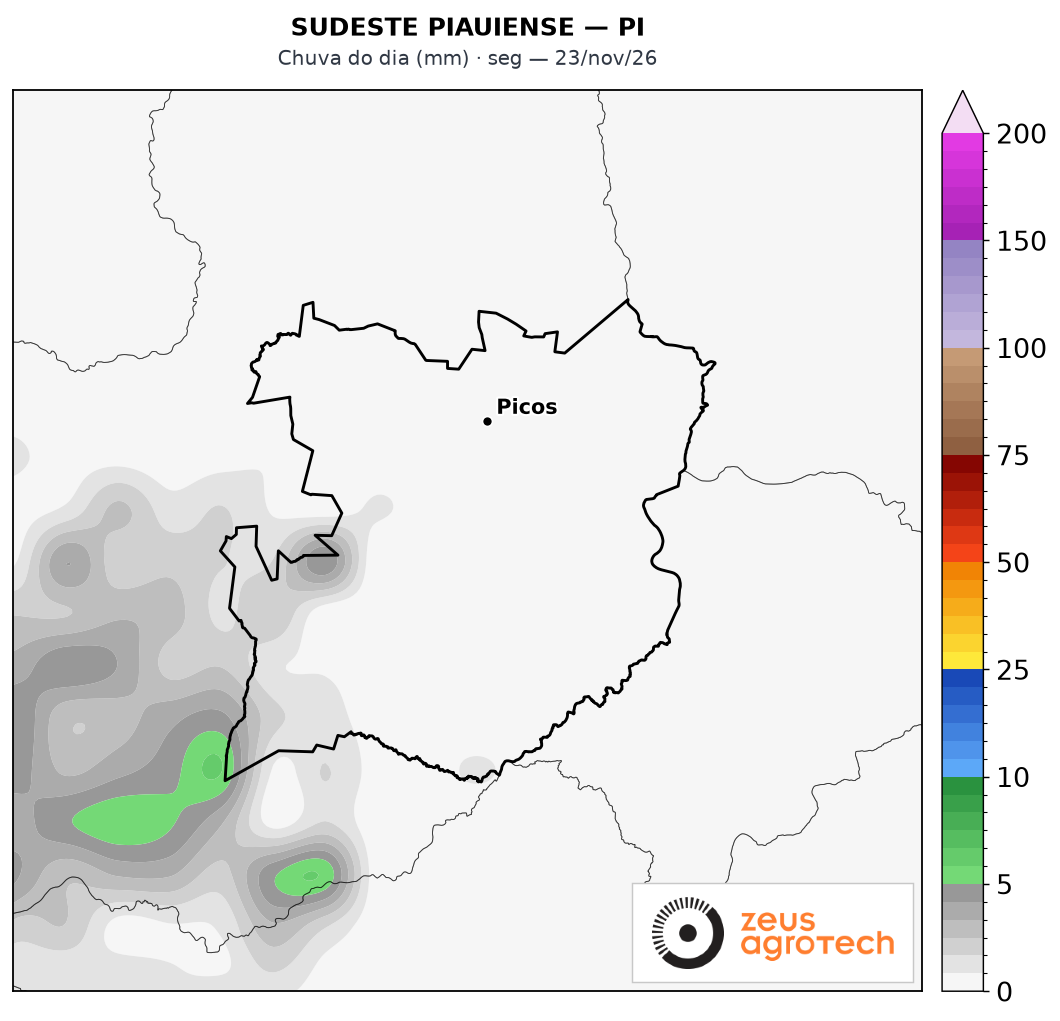 SUDESTE PIAUIENSE — PI
Chuva do dia (mm) · seg — 23/nov/26
200
150
100
75
50
25
10
5
0
Picos
zeus
agrotech